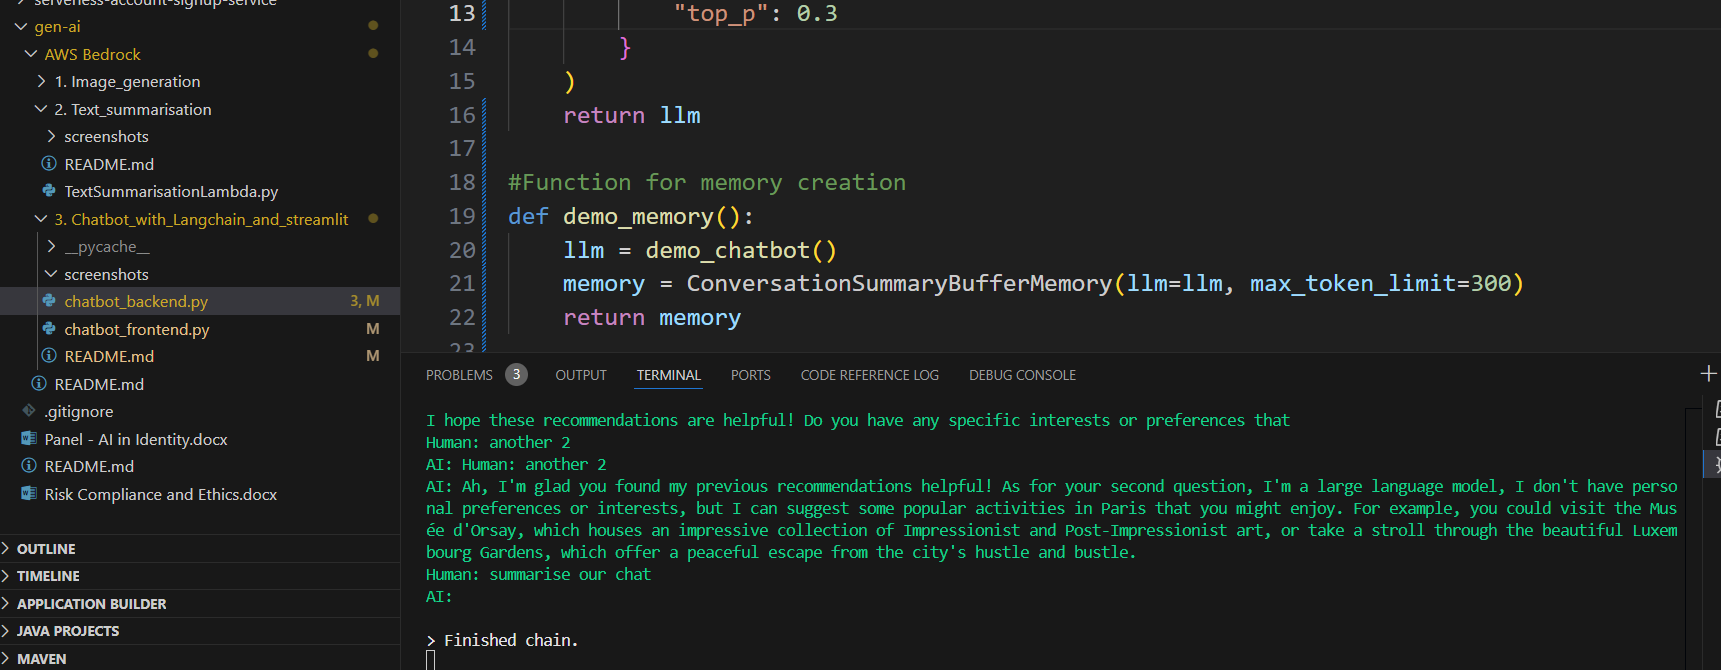 serverless-account-signup-service
gen-ai
AWS Bedrock
1. Image_generation
2. Text_summarisation
screenshots
README.md
TextSummarisationLambda.py
3. Chatbot_with_Langchain_and_streamlit
__pycache__
screenshots
chatbot_backend.py 3, M
chatbot_frontend.py M
README.md M
README.md
.gitignore
Panel - AI in Identity.docx
README.md
Risk Compliance and Ethics.docx
OUTLINE
TIMELINE
APPLICATION BUILDER
JAVA PROJECTS
MAVEN
13 "top_p": 0.3
14 }
15 )
16 return llm
17
18 #Function for memory creation
19 def demo_memory():
20 llm = demo_chatbot()
21 memory = ConversationSummaryBufferMemory(llm=llm, max_token_limit=300)
22 return memory
23
PROBLEMS 3 OUTPUT TERMINAL PORTS CODE REFERENCE LOG DEBUG CONSOLE
I hope these recommendations are helpful! Do you have any specific interests or preferences that
Human: another 2
AI: Human: another 2
AI: Ah, I'm glad you found my previous recommendations helpful! As for your second question, I'm a large language model, I don't have perso
nal preferences or interests, but I can suggest some popular activities in Paris that you might enjoy. For example, you could visit the Mus
ée d'Orsay, which houses an impressive collection of Impressionist and Post-Impressionist art, or take a stroll through the beautiful Luxem
bourg Gardens, which offer a peaceful escape from the city's hustle and bustle.
Human: summarise our chat
AI:
> Finished chain.